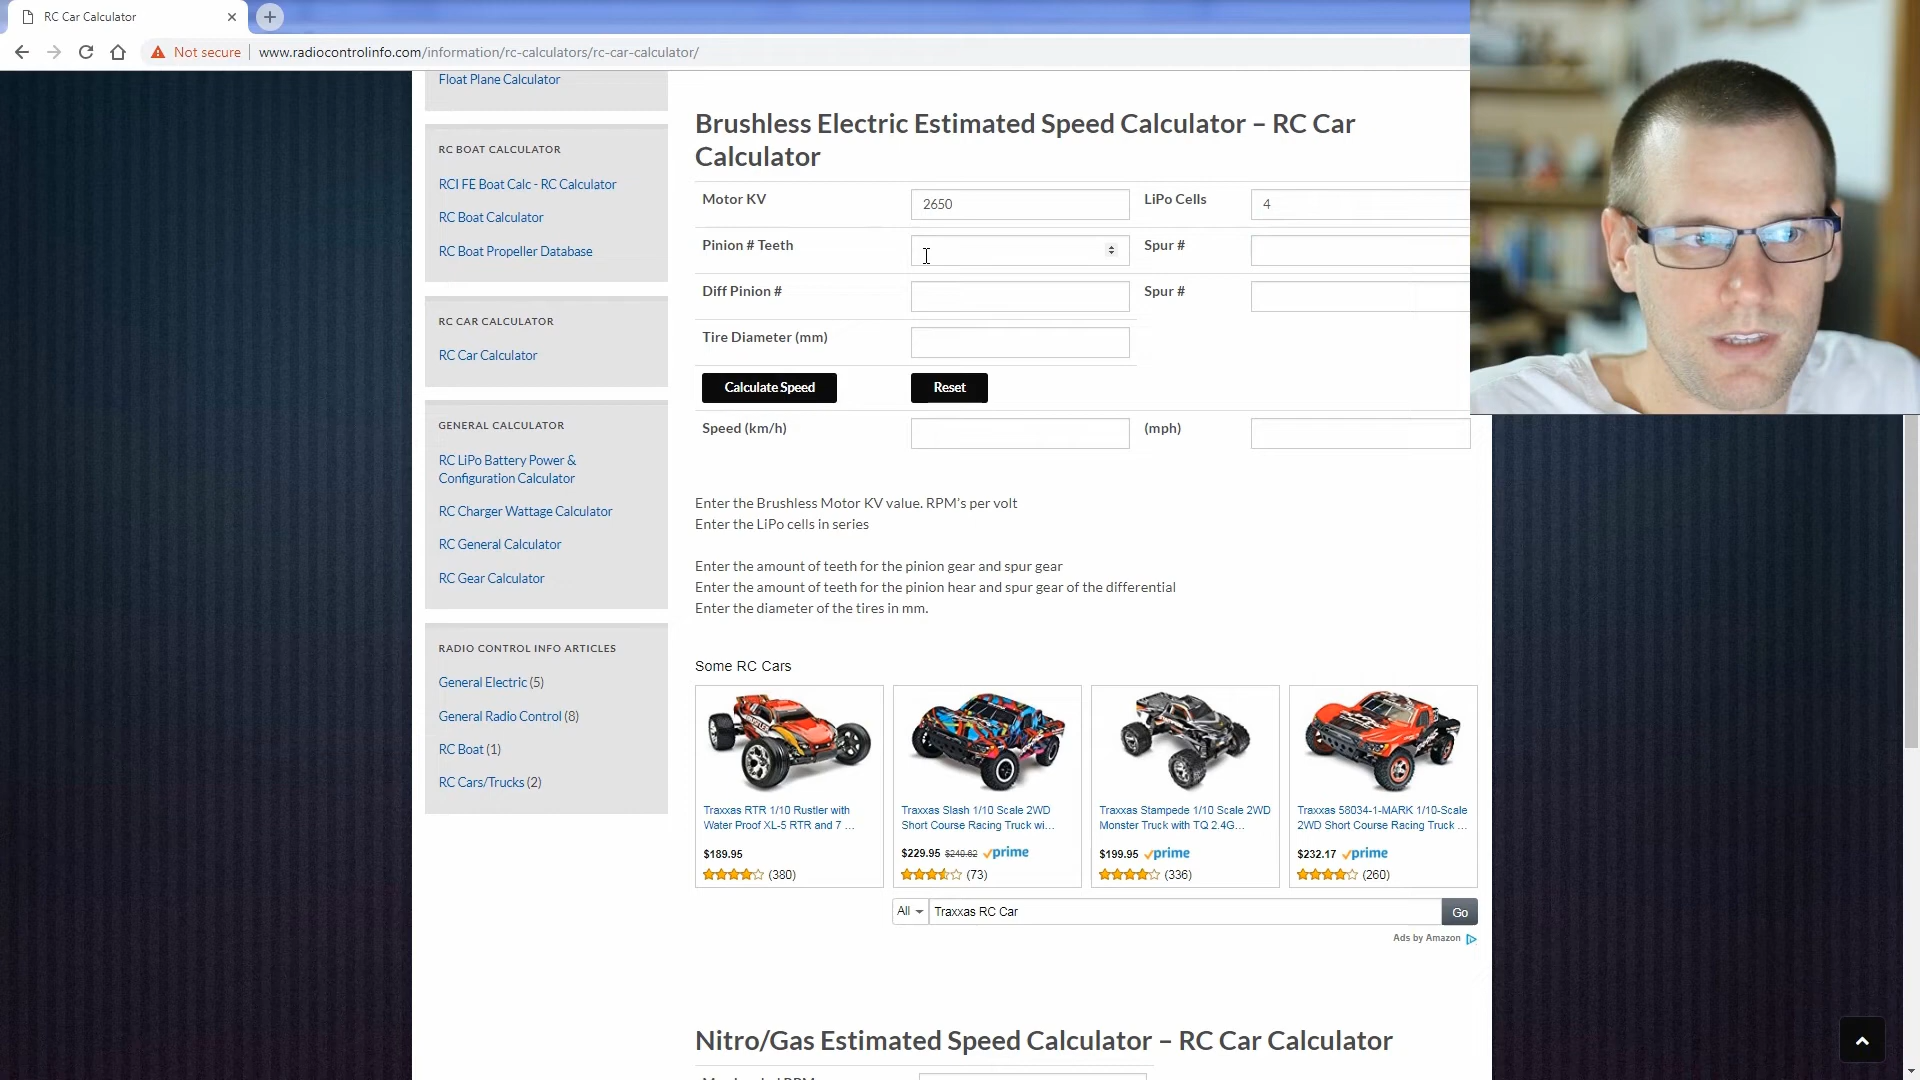 RC Car Calculator
Not secure
www.radiocontrolinfo.com/information/rc-calculators/rc-car-calculator/
Float Plane Calculator
RC BOAT CALCULATOR
RCI FE Boat Calc - RC Calculator
RC Boat Calculator
RC Boat Propeller Database
RC CAR CALCULATOR
RC Car Calculator
GENERAL CALCULATOR
RC LiPo Battery Power &
Configuration Calculator
RC Charger Wattage Calculator
RC General Calculator
RC Gear Calculator
RADIO CONTROL INFO ARTICLES
General Electric (5)
General Radio Control (8)
RC Boat (1)
RC Cars/Trucks (2)
Brushless Electric Estimated Speed Calculator – RC Car
Calculator
Motor KV 2650 LiPo Cells 4
Pinion # Teeth Spur #
Diff Pinion # Spur #
Tire Diameter (mm)
Calculate Speed Reset
Speed (km/h) (mph)
Enter the Brushless Motor KV value. RPM's per volt
Enter the LiPo cells in series
Enter the amount of teeth for the pinion gear and spur gear
Enter the amount of teeth for the pinion hear and spur gear of the differential
Enter the diameter of the tires in mm.
Some RC Cars
Traxxas RTR 1/10 Rustler with
Water Proof XL-5 RTR and 7 ...
$189.95
(380)
Traxxas Slash 1/10 Scale 2WD
Short Course Racing Truck wi...
$229.95 $240.62 prime
(73)
Traxxas Stampede 1/10 Scale 2WD
Monster Truck with TQ 2.4G...
$199.95 prime
(336)
Traxxas 58034-1-MARK 1/10-Scale
2WD Short Course Racing Truck ...
$232.17 prime
(260)
All Traxxas RC Car Go
Ads by Amazon
Nitro/Gas Estimated Speed Calculator – RC Car Calculator